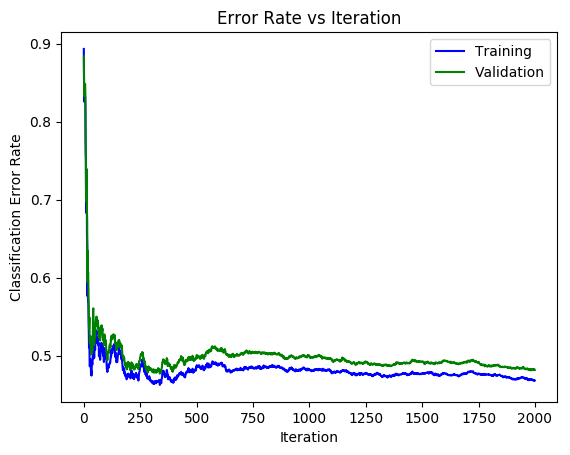 Error Rate vs Iteration
Training
Validation
Classification Error Rate
0.9
0.8
0.7
0.6
0.5
0 250 500 750 1000 1250 1500 1750 2000
Iteration